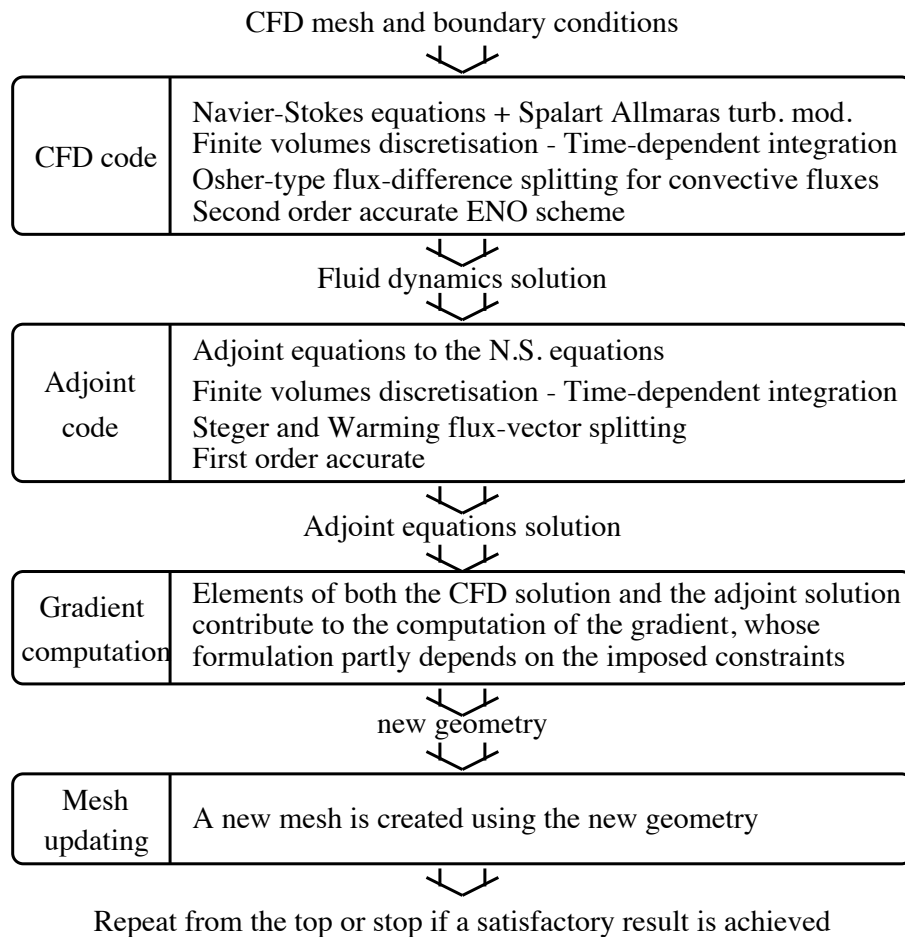 CFD mesh and boundary conditions
CFD code
Navier-Stokes equations + Spalart Allmaras turb. mod.
Finite volumes discretisation - Time-dependent integration
Osher-type flux-difference splitting for convective fluxes
Second order accurate ENO scheme
Fluid dynamics solution
Adjoint
code
Adjoint equations to the N.S. equations
Finite volumes discretisation - Time-dependent integration
Steger and Warming flux-vector splitting
First order accurate
Adjoint equations solution
Gradient
computation
Elements of both the CFD solution and the adjoint solution
contribute to the computation of the gradient, whose
formulation partly depends on the imposed constraints
new geometry
Mesh
updating
A new mesh is created using the new geometry
Repeat from the top or stop if a satisfactory result is achieved